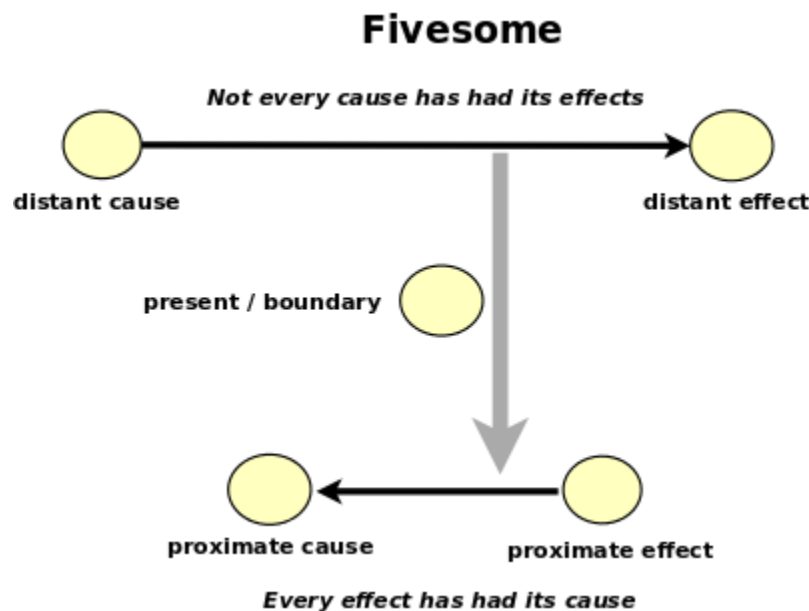 Fivesome
Not every cause has had its effects
distant cause
distant effect
present / boundary
proximate cause
proximate effect
Every effect has had its cause